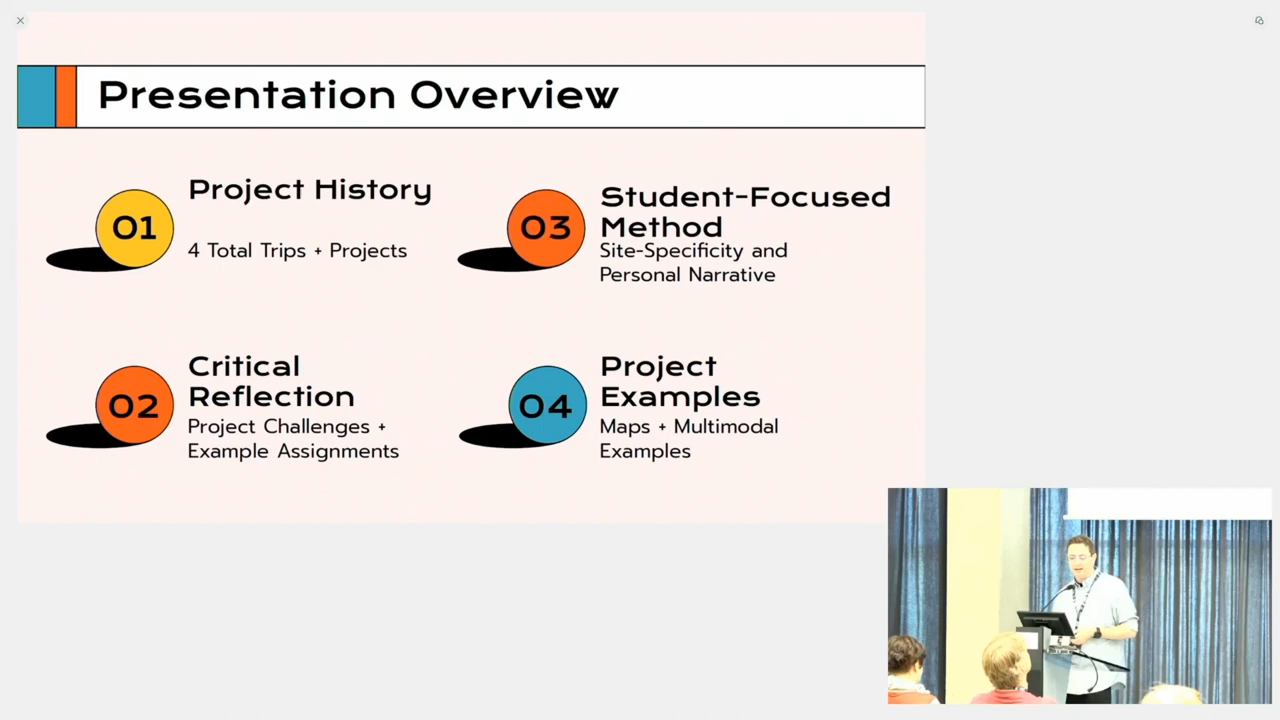 Presentation Overview
01
Project History
4 Total Trips + Projects
02
Critical
Reflection
Project Challenges +
Example Assignments
03
Student-Focused
Method
Site-Specificity and
Personal Narrative
04
Project
Examples
Maps + Multimodal
Examples